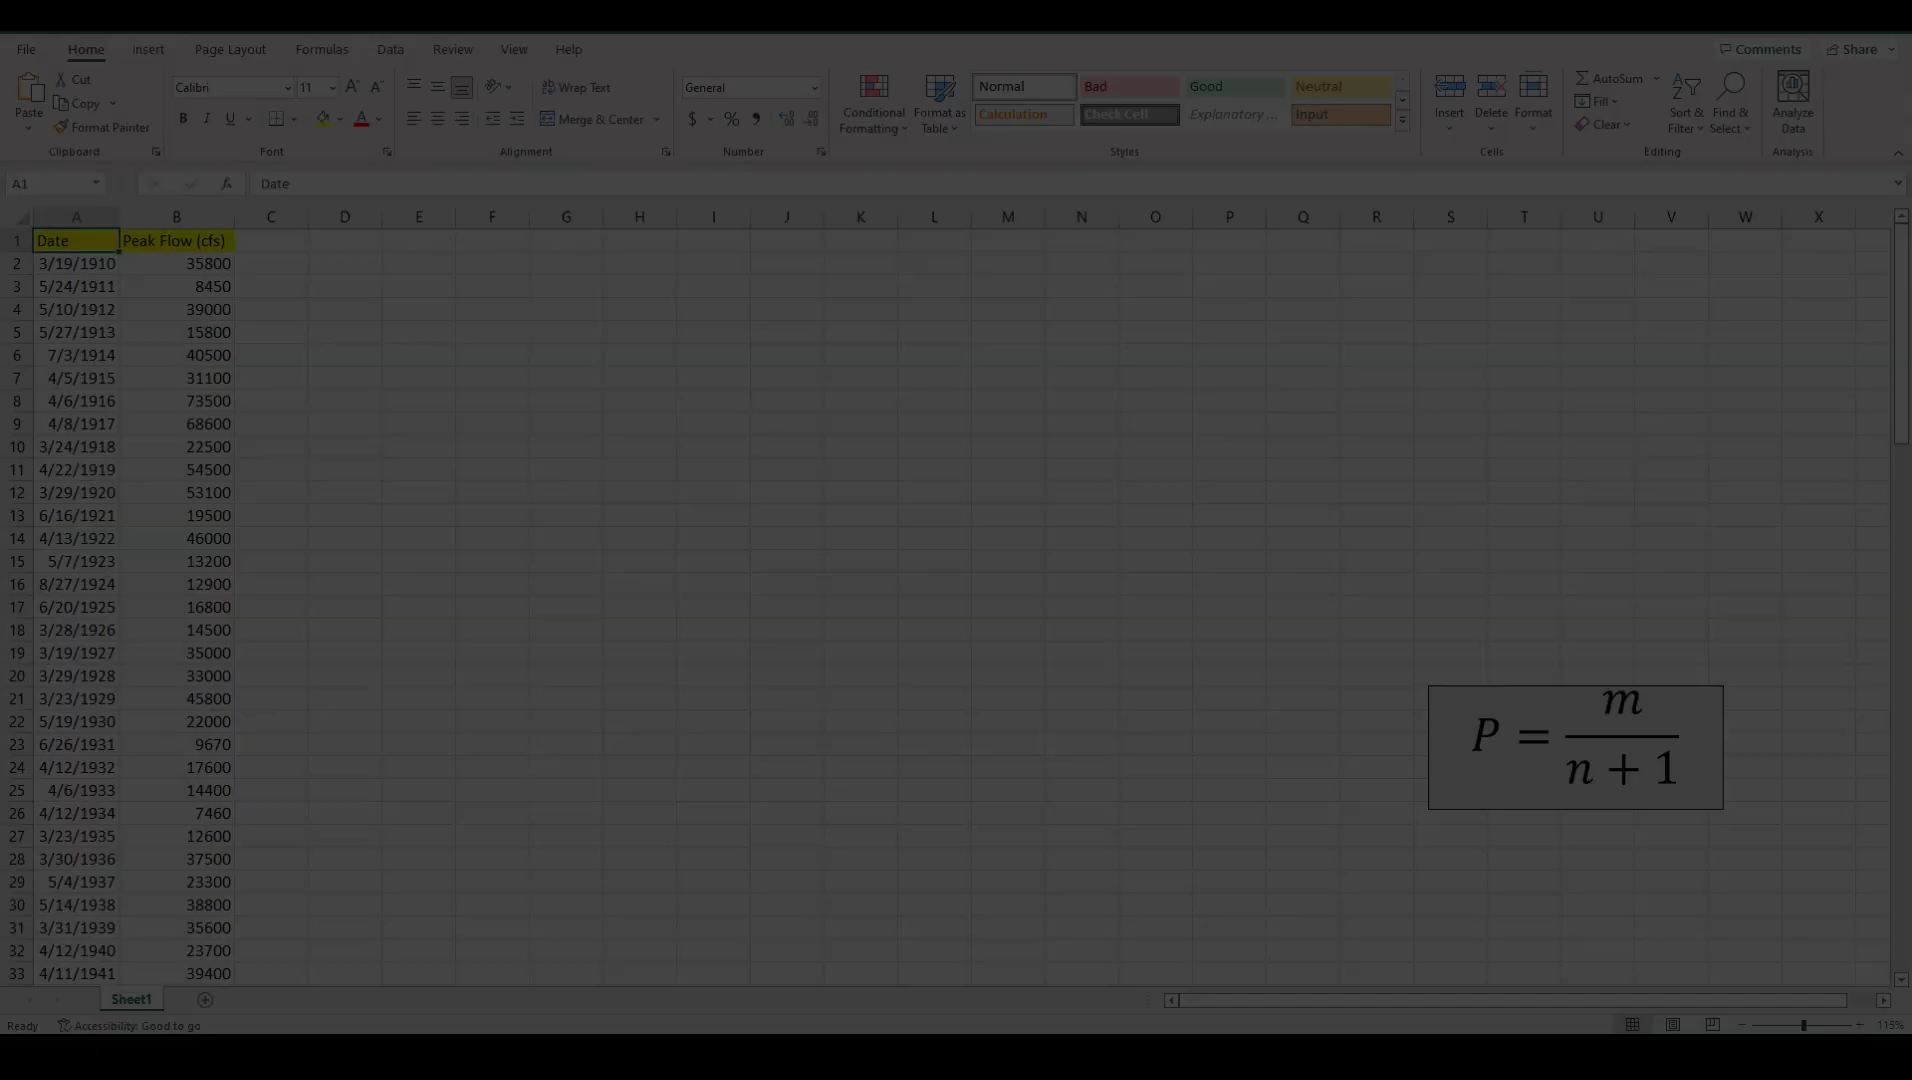 File Home Insert Page Layout Formulas Data Review View Help Comments Share
Paste Cut Copy Format Painter Clipboard
Calibri 11 A A B I U A Font
Wrap Text Merge & Center Alignment
General $ % Number
Conditional Formatting Format as Table Normal Bad Good Neutral
Calculation Check Cell Explanatory ... Input Styles
Insert Delete Format Cells
AutoSum Fill Clear Sort & Filter Find & Select Editing
Analyze Data Analysis
A1 fx Date
A B C D E F G H I J K L M N O P Q R S T U V W X
1 Date Peak Flow (cfs)
2 3/19/1910 35800
3 5/24/1911 8450
4 5/10/1912 39000
5 5/27/1913 15800
6 7/3/1914 40500
7 4/5/1915 31100
8 4/6/1916 73500
9 4/8/1917 68600
10 3/24/1918 22500
11 4/22/1919 54500
12 3/29/1920 53100
13 6/16/1921 19500
14 4/13/1922 46000
15 5/7/1923 13200
16 8/27/1924 12900
17 6/20/1925 16800
18 3/28/1926 14500
19 3/19/1927 35000
20 3/29/1928 33000
21 3/23/1929 45800
22 5/19/1930 22000
23 6/26/1931 9670
24 4/12/1932 17600
25 4/6/1933 14400
26 4/12/1934 7460
27 3/23/1935 12600
28 3/30/1936 37500
29 5/4/1937 23300
30 5/14/1938 38800
31 3/31/1939 35600
32 4/12/1940 23700
33 4/11/1941 39400
P = m / n + 1
Sheet1
Ready Accessibility: Good to go 115%